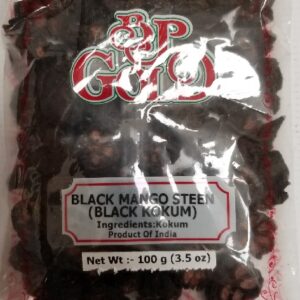 BP
GOLD
BLACK MANGO STEEN
(BLACK KOKUM)
Ingredients:Kokum
Product Of India
Net Wt :- 100 g (3.5 oz)